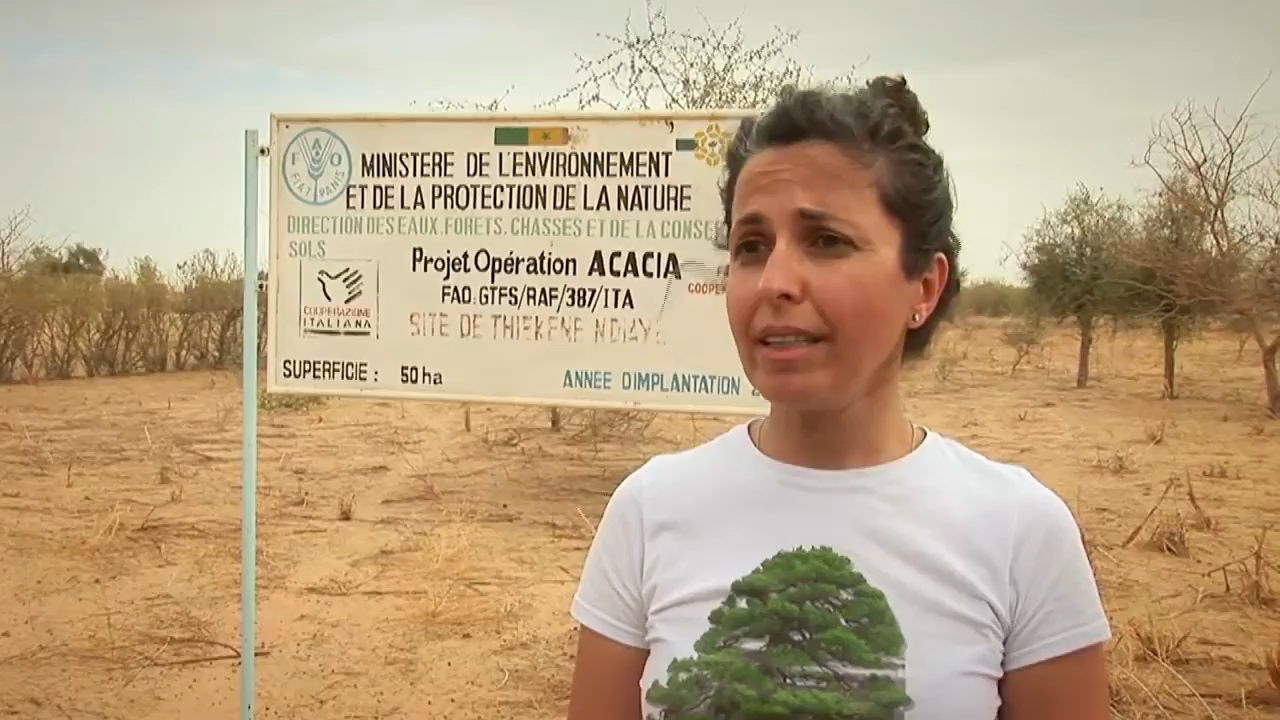 FAO
FIAT PANIS
MINISTERE DE L'ENVIRONNEMENT
ET DE LA PROTECTION DE LA NATURE
DIRECTION DES EAUX.FORETS, CHASSES ET DE LA
SOLS
Projet Opération ACACIA
FAO:GTFS/RAF/387/ITA
COOPERAZIONE
ITALIANA
SITE DE THIEKENE NDIAYE
SUPERFICIE : 50 ha
ANNEE D'IMPLANTATION